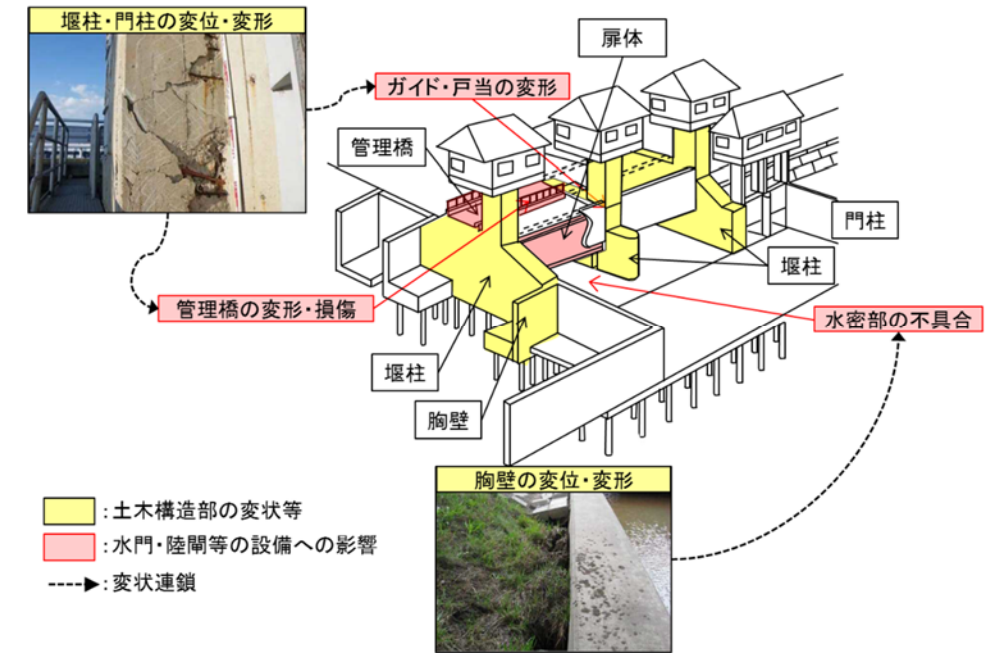 堰柱・門柱の変位・変形
扉体
ガイド・戸当の変形
管理橋
門柱
堰柱
管理橋の変形・損傷
水密部の不具合
堰柱
胸壁
胸壁の変位・変形
：土木構造部の変状等
：水門・陸閘等の設備への影響
：変状連鎖